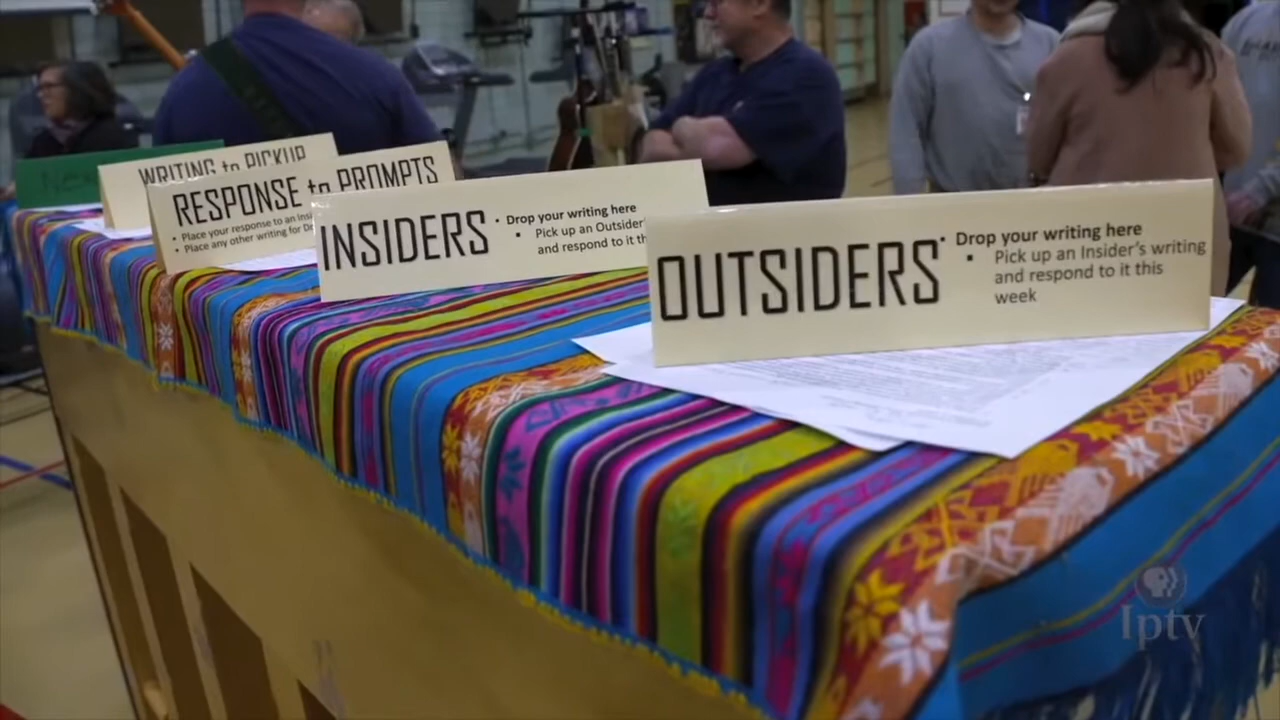 WRITING to PICKUP
RESPONSE to PROMPTS
• Place your response to an
• Place any other writing for
INSIDERS
• Drop your writing here
• Pick up an Outsider
and respond to it
OUTSIDERS
• Drop your writing here
• Pick up an Insider's writing
and respond to it this
week
Iptv